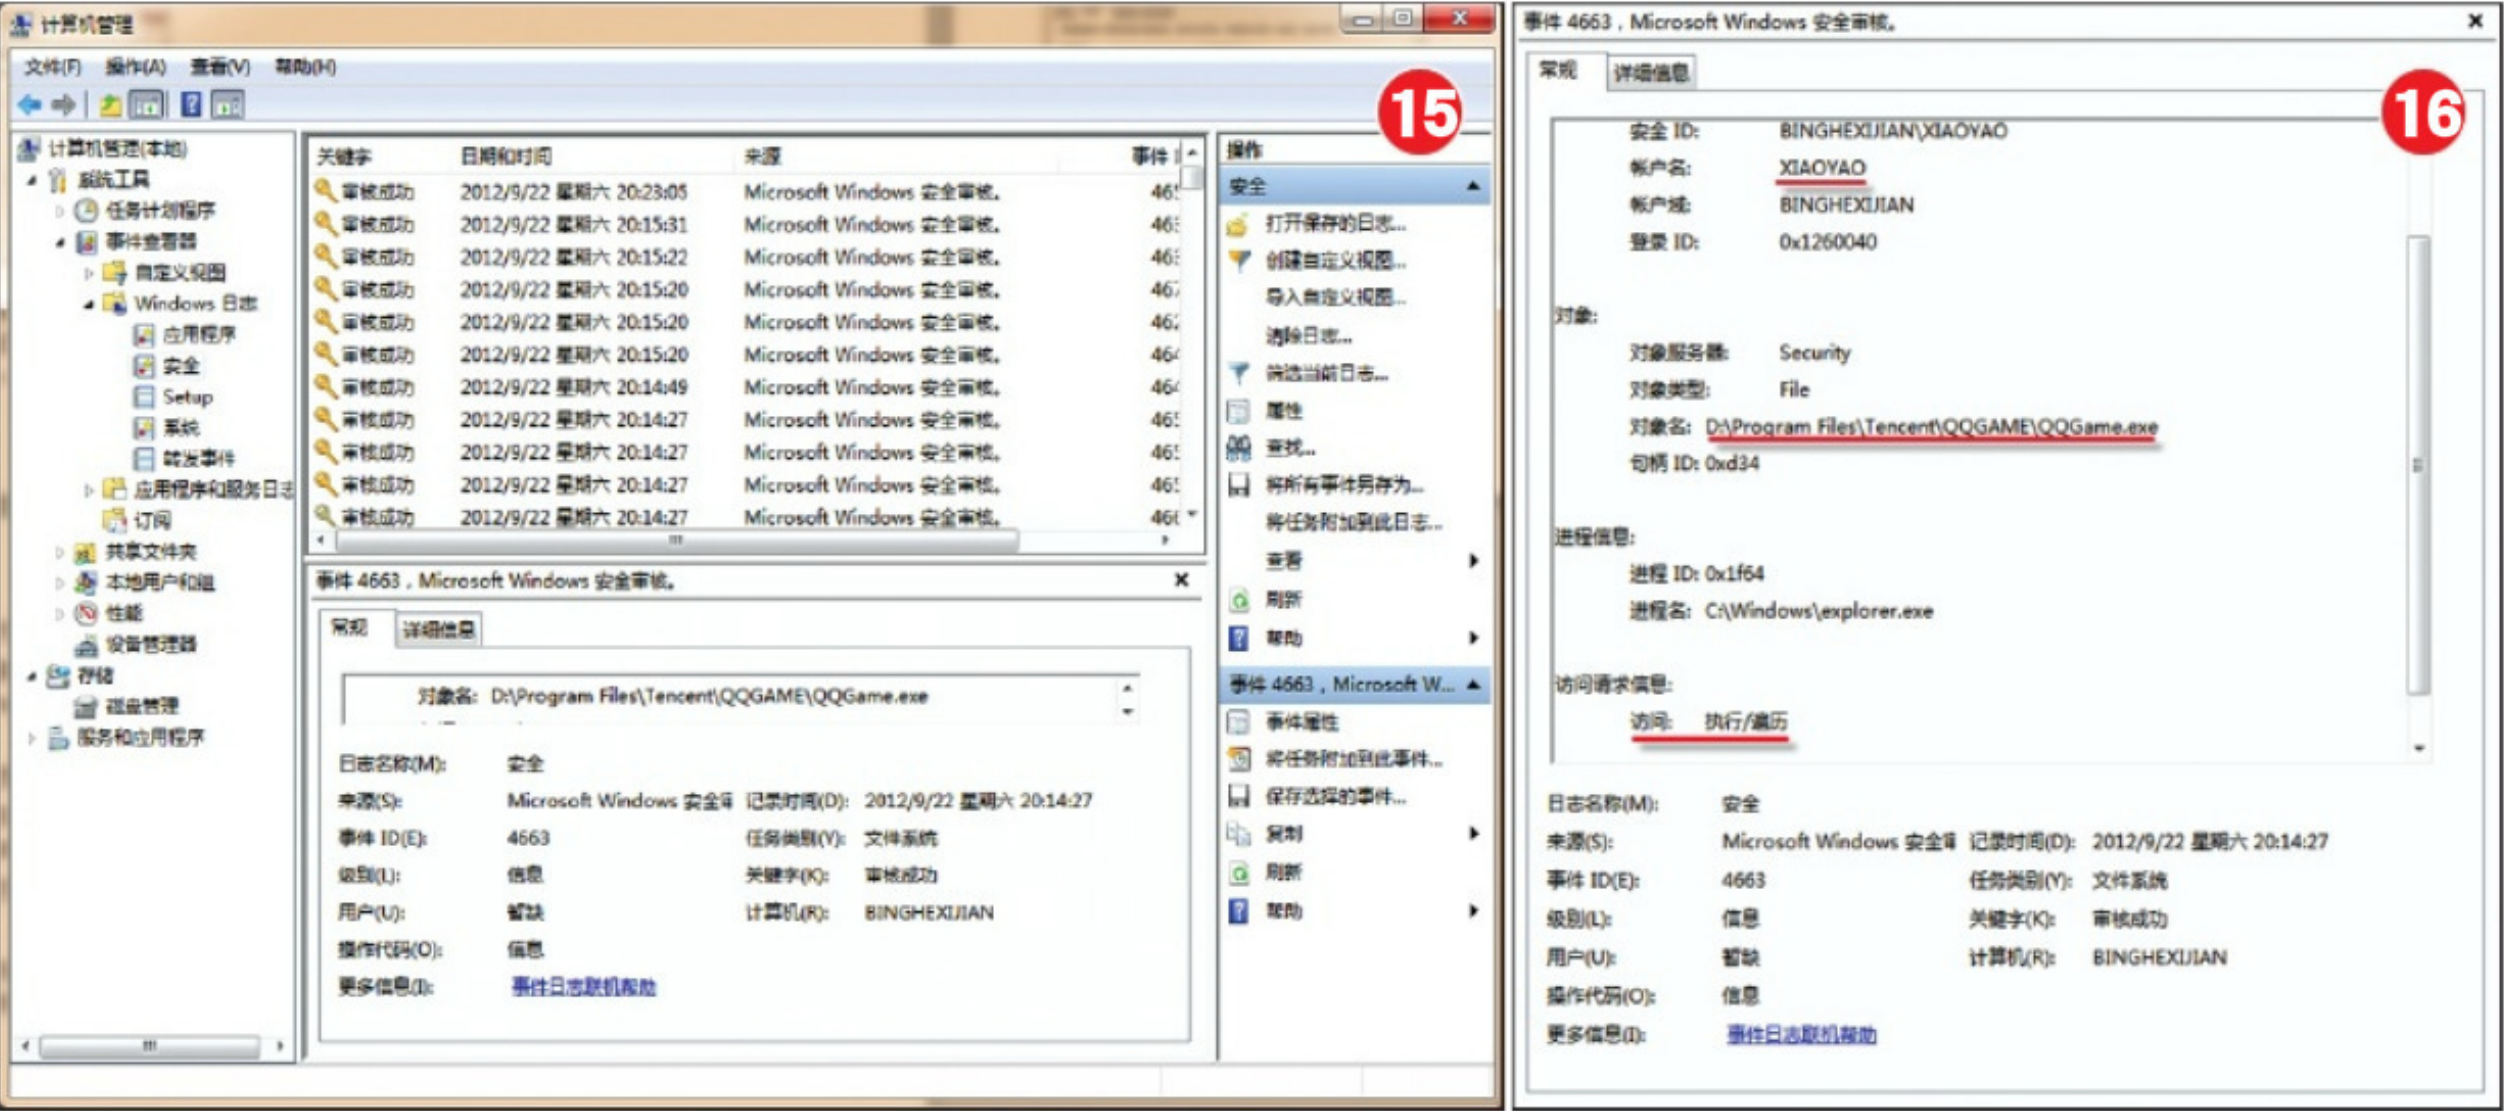 计算机管理
文件(F) 操作(A) 查看(V) 帮助(H)
15
计算机管理(本地)
系统工具
任务计划程序
事件查看器
自定义视图
Windows 日志
应用程序
安全
Setup
系统
转发事件
应用程序和服务日志
订阅
共享文件夹
本地用户和组
性能
设备管理器
存储
磁盘管理
服务和应用程序
关键字 日期和时间 来源 事件 I
审核成功 2012/9/22 星期六 20:23:05 Microsoft Windows 安全审核。 465
审核成功 2012/9/22 星期六 20:15:31 Microsoft Windows 安全审核。 463
审核成功 2012/9/22 星期六 20:15:22 Microsoft Windows 安全审核。 463
审核成功 2012/9/22 星期六 20:15:20 Microsoft Windows 安全审核。 467
审核成功 2012/9/22 星期六 20:15:20 Microsoft Windows 安全审核。 462
审核成功 2012/9/22 星期六 20:15:20 Microsoft Windows 安全审核。 464
审核成功 2012/9/22 星期六 20:14:49 Microsoft Windows 安全审核。 464
审核成功 2012/9/22 星期六 20:14:27 Microsoft Windows 安全审核。 465
审核成功 2012/9/22 星期六 20:14:27 Microsoft Windows 安全审核。 465
审核成功 2012/9/22 星期六 20:14:27 Microsoft Windows 安全审核。 465
审核成功 2012/9/22 星期六 20:14:27 Microsoft Windows 安全审核。 466
事件 4663，Microsoft Windows 安全审核。
常规 详细信息
对象名: D:\Program Files\Tencent\QQGAME\QQGame.exe
日志名称(M): 安全
来源(S): Microsoft Windows 安全审 记录时间(D): 2012/9/22 星期六 20:14:27
事件 ID(E): 4663 任务类别(Y): 文件系统
级别(L): 信息 关键字(K): 审核成功
用户(U): 暂缺 计算机(R): BINGHEXIJIAN
操作代码(O): 信息
更多信息(I): 事件日志联机帮助
操作
安全
打开保存的日志...
创建自定义视图...
导入自定义视图...
清除日志...
筛选当前日志...
属性
查找...
将所有事件另存为...
将任务附加到此日志...
查看
刷新
帮助
事件 4663，Microsoft W...
事件属性
将任务附加到此事件...
保存选择的事件...
复制
刷新
帮助
事件 4663，Microsoft Windows 安全审核。
常规 详细信息
16
安全 ID: BINGHEXIJIAN\XIAOYAO
帐户名: XIAOYAO
帐户域: BINGHEXIJIAN
登录 ID: 0x1260040
对象:
对象服务器: Security
对象类型: File
对象名: D:\Program Files\Tencent\QQGAME\QQGame.exe
句柄 ID: 0xd34
进程信息:
进程 ID: 0x1f64
进程名: C:\Windows\explorer.exe
访问请求信息:
访问: 执行/遍历
日志名称(M): 安全
来源(S): Microsoft Windows 安全审 记录时间(D): 2012/9/22 星期六 20:14:27
事件 ID(E): 4663 任务类别(Y): 文件系统
级别(L): 信息 关键字(K): 审核成功
用户(U): 暂缺 计算机(R): BINGHEXIJIAN
操作代码(O): 信息
更多信息(I): 事件日志联机帮助